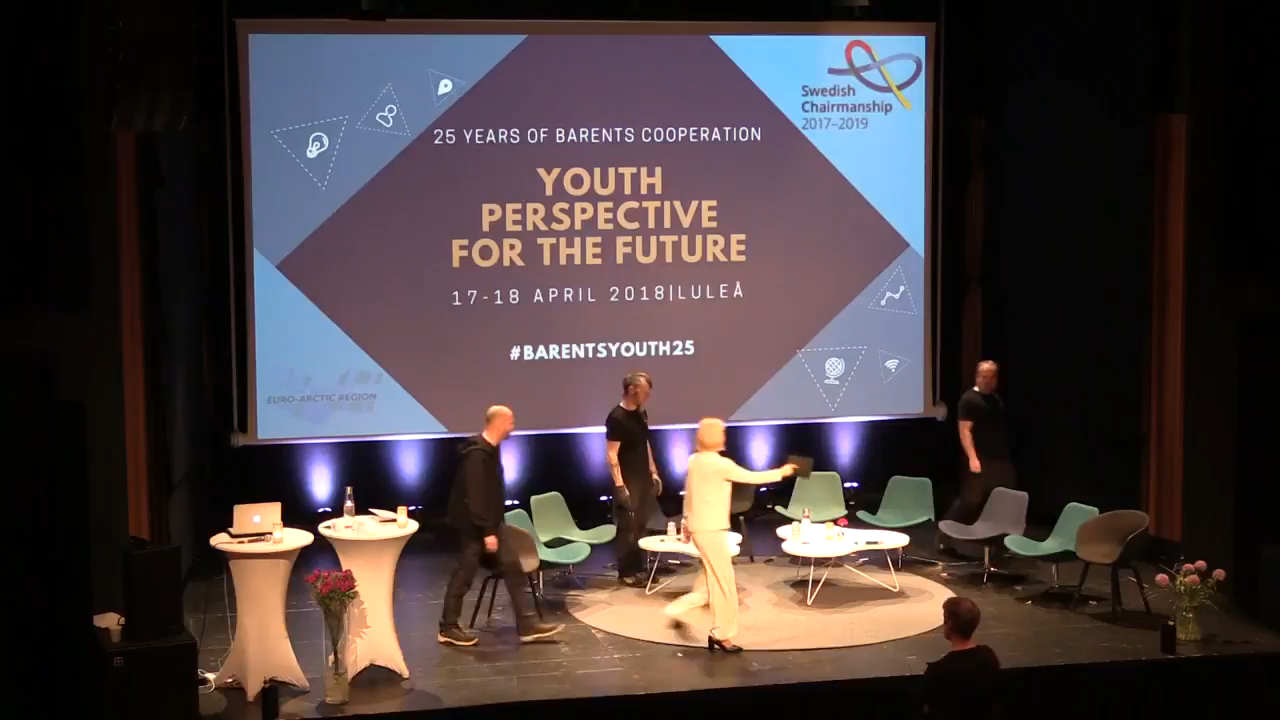 Swedish
Chairmanship
2017–2019
25 YEARS OF BARENTS COOPERATION
YOUTH
PERSPECTIVE
FOR THE FUTURE
17-18 APRIL 2018|LULEÅ
#BARENTSYOUTH25
EURO-ARCTIC REGION